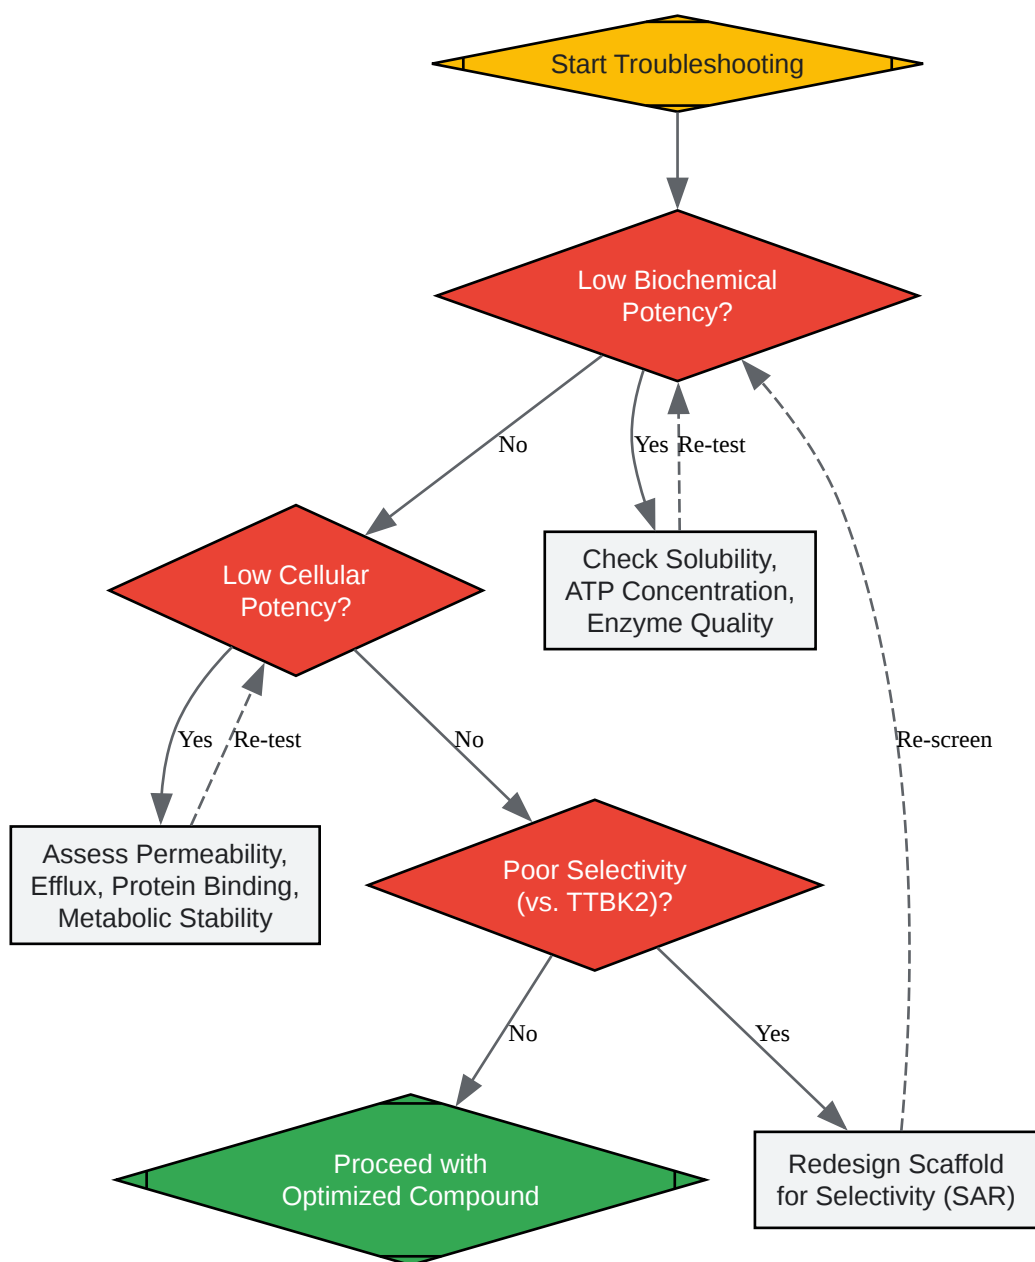 Start Troubleshooting
Low Biochemical
Potency?
No
Yes
Re-test
Check Solubility,
ATP Concentration,
Enzyme Quality
Low Cellular
Potency?
Yes
Re-test
No
Re-screen
Assess Permeability,
Efflux, Protein Binding,
Metabolic Stability
Poor Selectivity
(vs. TTBK2)?
No
Yes
Proceed with
Optimized Compound
Redesign Scaffold
for Selectivity (SAR)